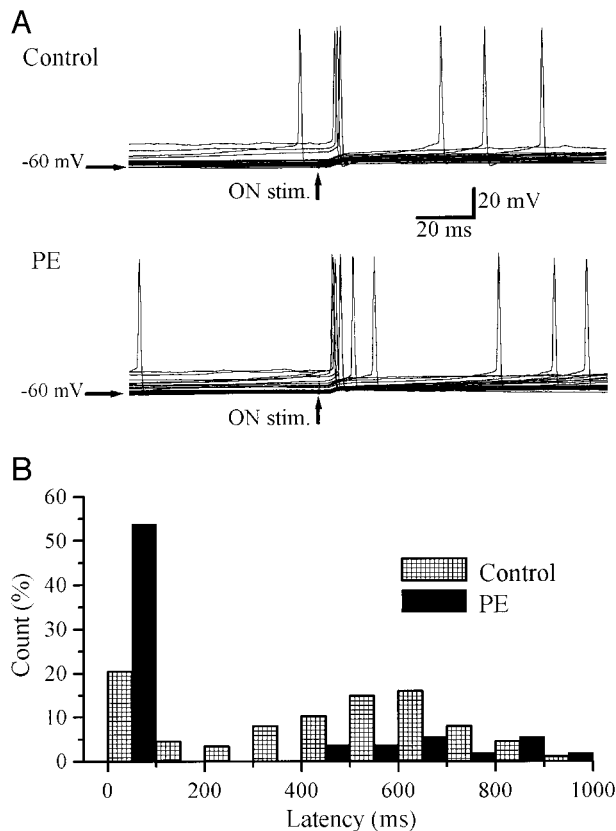 A
Control
-60 mV
ON stim.
20 mV
20 ms
PE
-60 mV
ON stim.
B
60
50
40
30
20
10
0
Count (%)
Control
PE
0 200 400 600 800 1000
Latency (ms)